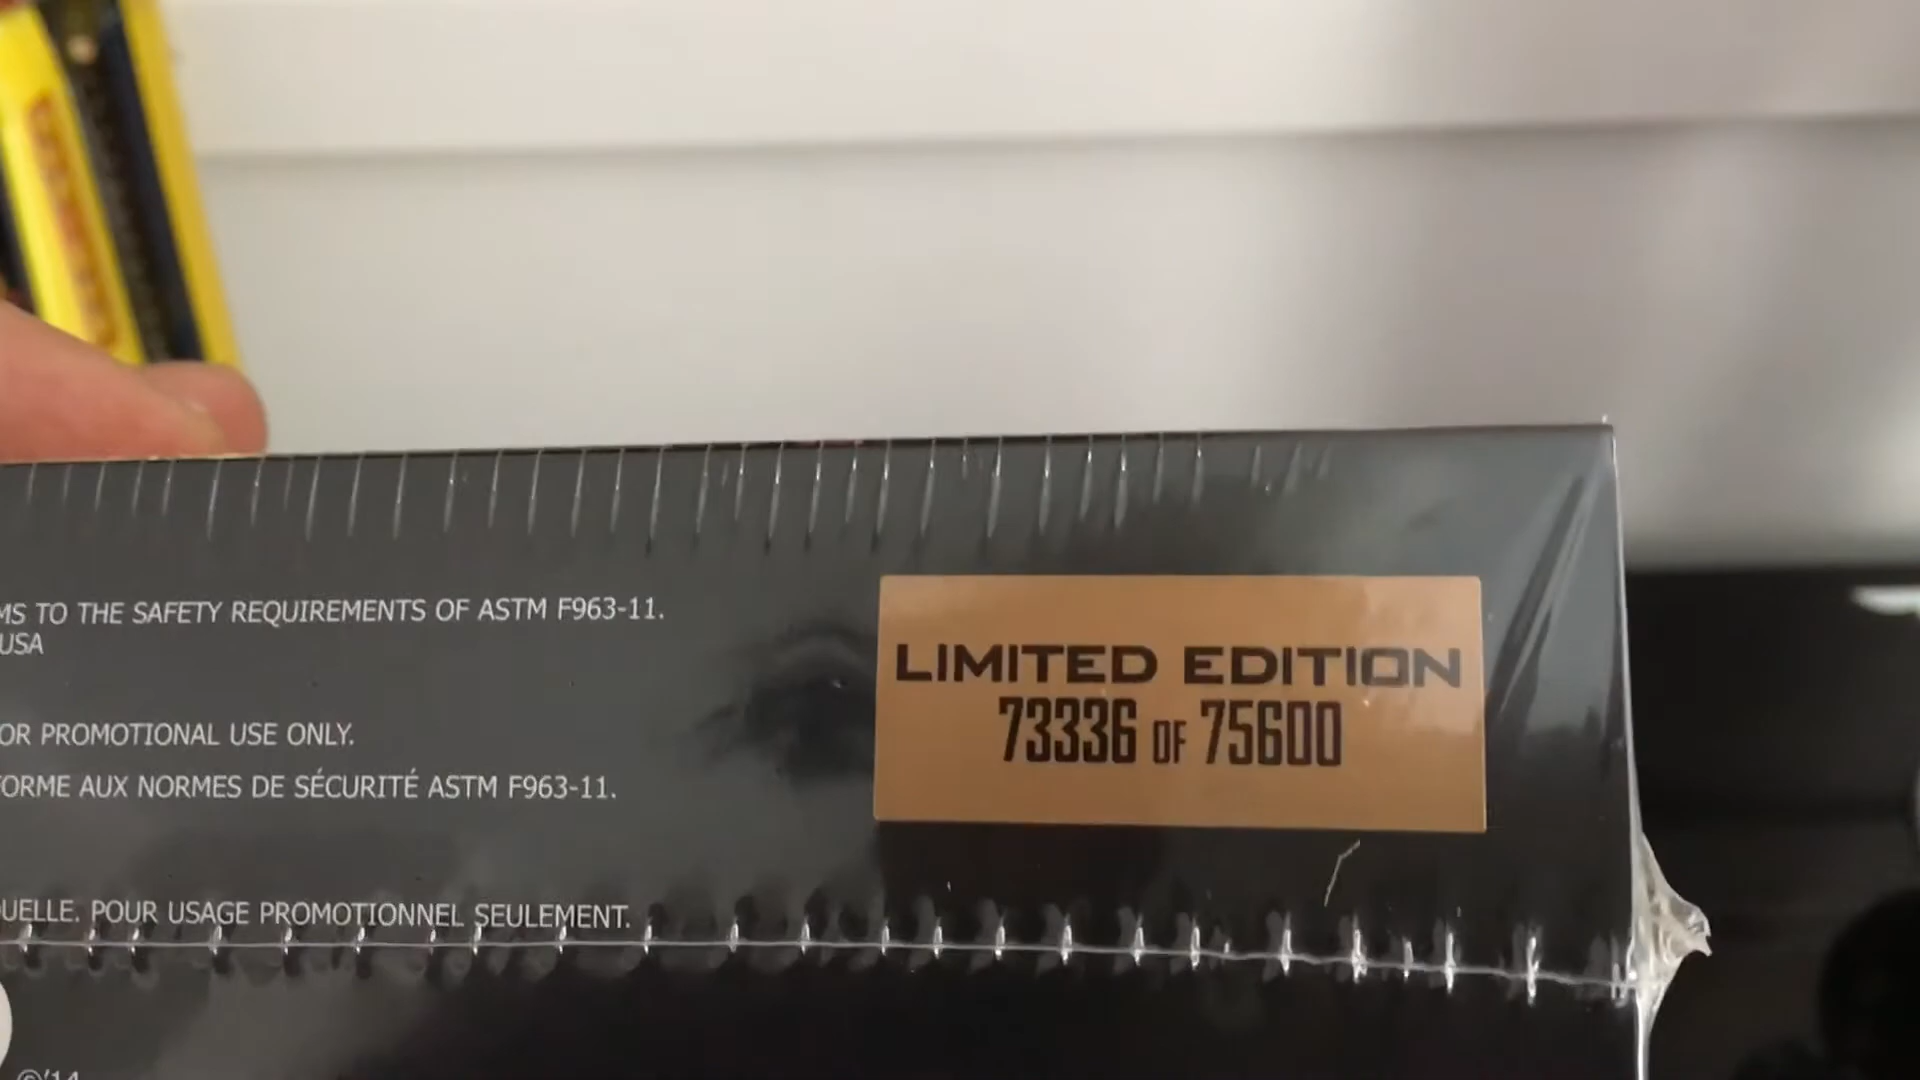 MS TO THE SAFETY REQUIREMENTS OF ASTM F963-11.
USA
OR PROMOTIONAL USE ONLY.
FORME AUX NORMES DE SÉCURITÉ ASTM F963-11.
UELLE. POUR USAGE PROMOTIONNEL SEULEMENT.
LIMITED EDITION
73336 OF 75600
©'14